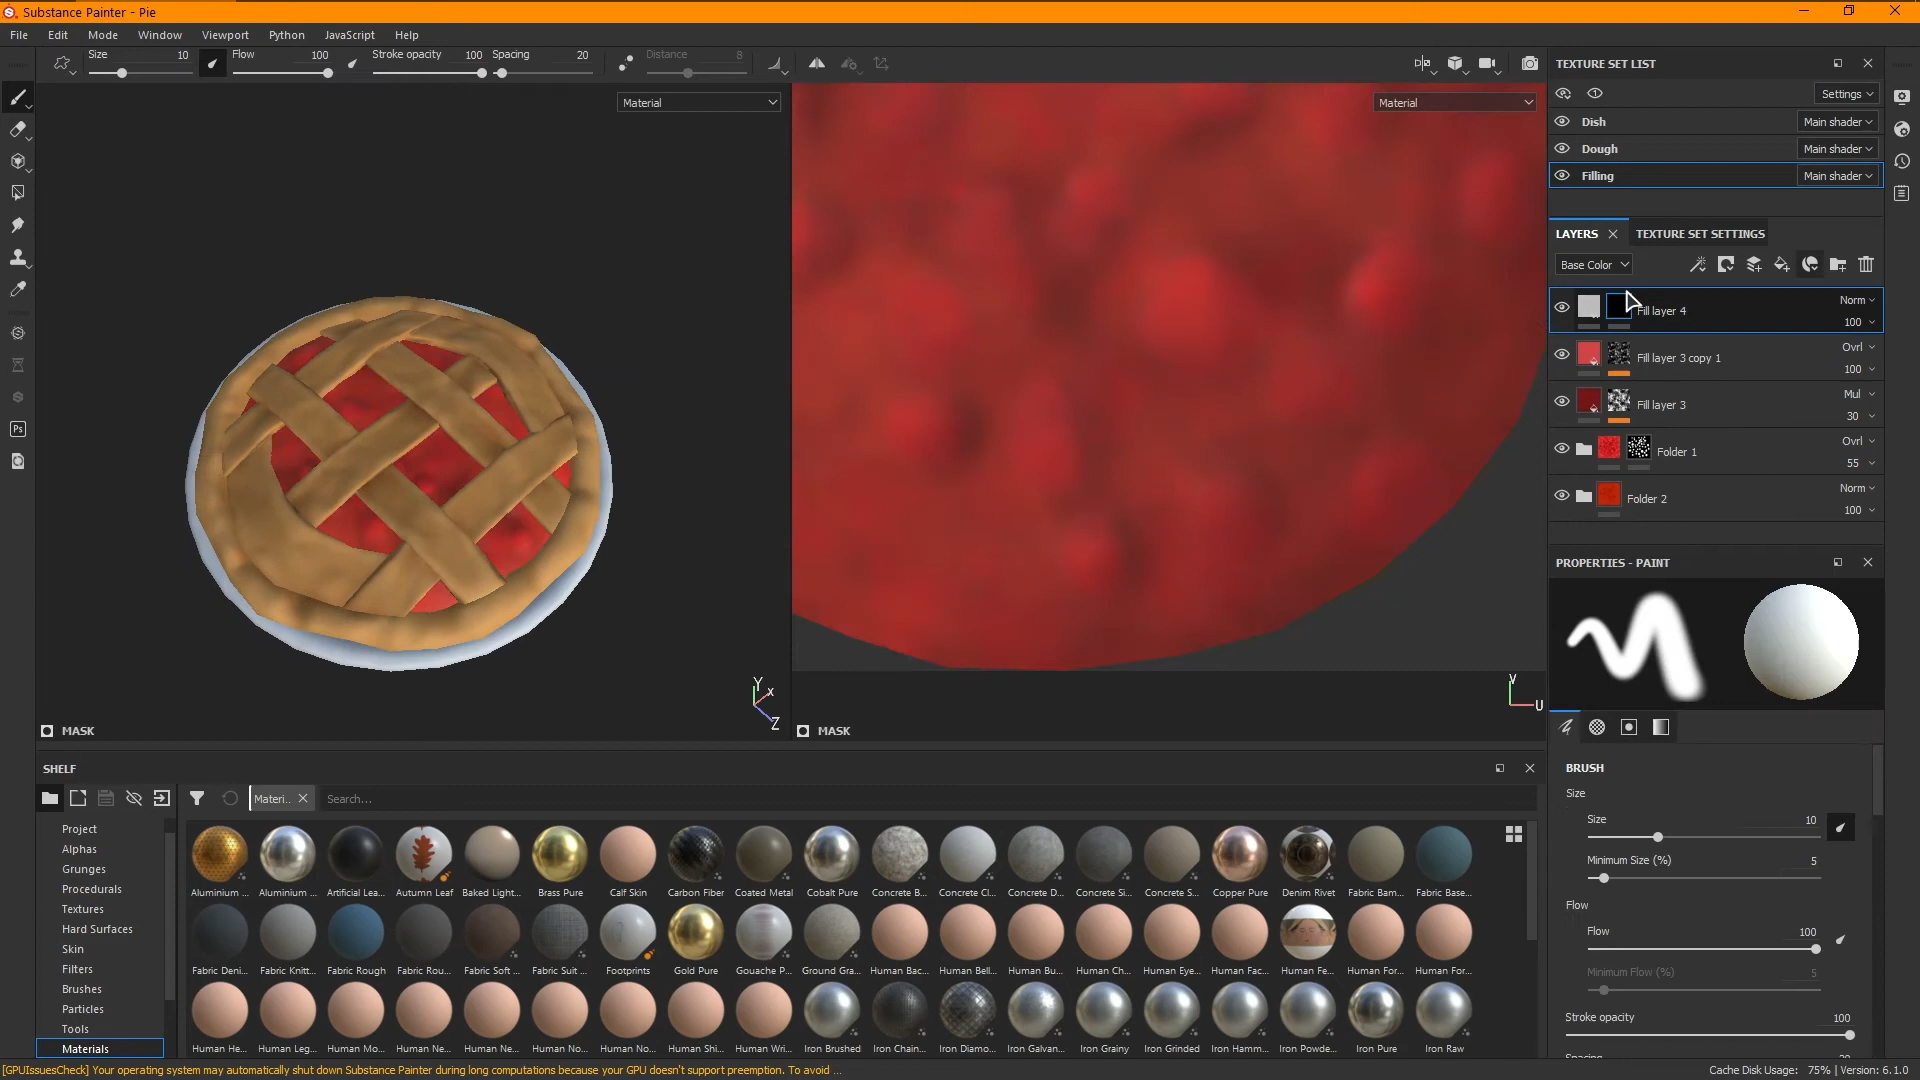 Substance Painter - Pie
File Edit Mode Window Viewport Python JavaScript Help
Size 10 Flow 100 Stroke opacity 100 Spacing 20 Distance 8
Material
Material
Y
X
Z
V
U
MASK
MASK
TEXTURE SET LIST
Settings
Dish Main shader
Dough Main shader
Filling Main shader
LAYERS TEXTURE SET SETTINGS
Base Color
Fill layer 4 Norm 100
Fill layer 3 copy 1 Ovrl 100
Fill layer 3 Mul 30
Folder 1 Ovrl 55
Folder 2 Norm 100
PROPERTIES - PAINT
BRUSH
Size
Size 10
Minimum Size (%) 5
Flow
Flow 100
Minimum Flow (%) 5
Stroke opacity 100
SHELF
Materi... Search...
Project
Alphas
Grunges
Procedurals
Textures
Hard Surfaces
Skin
Filters
Brushes
Particles
Tools
Materials
Aluminium ... Aluminium ... Artificial Lea... Autumn Leaf Baked Light... Brass Pure Calf Skin Carbon Fiber Coated Metal Cobalt Pure Concrete B... Concrete Cl... Concrete D... Concrete Si... Concrete S... Copper Pure Denim Rivet Fabric Bam... Fabric Base...
Fabric Deni... Fabric Knitt... Fabric Rough Fabric Rou... Fabric Soft ... Fabric Suit ... Footprints Gold Pure Gouache P... Ground Gra... Human Bac... Human Bell... Human Bu... Human Ch... Human Eye... Human Fac... Human Fe... Human For... Human For...
Human He... Human Leg... Human Mo... Human Ne... Human Ne... Human No... Human No... Human Shi... Human Wri... Iron Brushed Iron Chain... Iron Diamo... Iron Galvan... Iron Grainy Iron Grinded Iron Hamm... Iron Powde... Iron Pure Iron Raw
[GPUIssuesCheck] Your operating system may automatically shut down Substance Painter during long computations because your GPU doesn't support preemption. To avoid ...
Cache Disk Usage: 75% | Version: 6.1.0